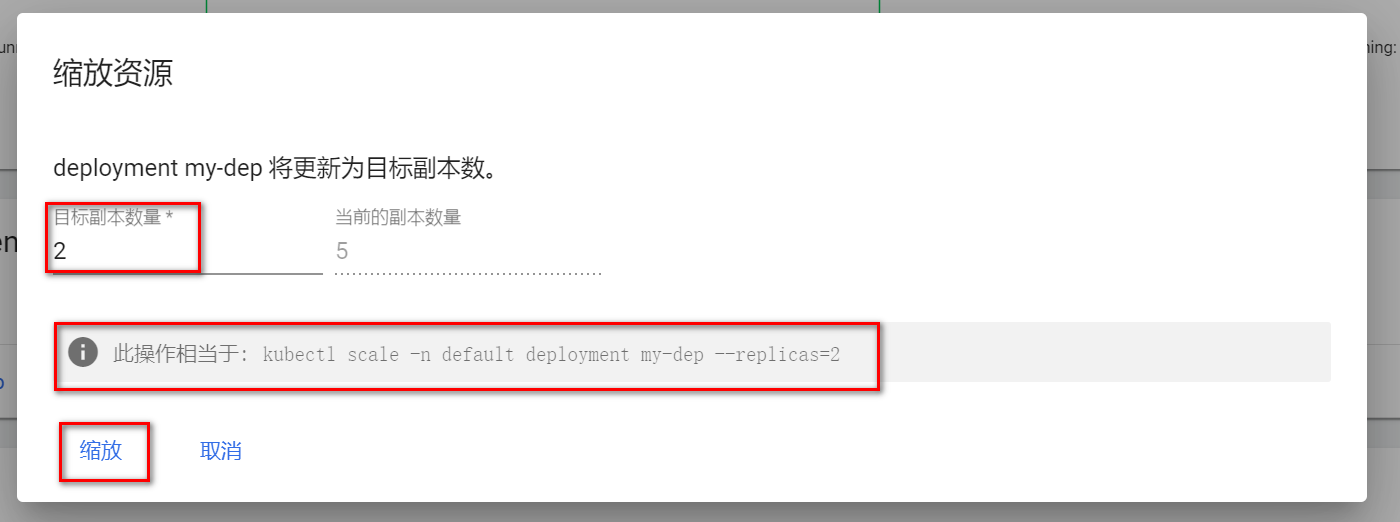 缩放资源
deployment my-dep 将更新为目标副本数。
目标副本数量 *
当前的副本数量
2
5
此操作相当于: kubectl scale -n default deployment my-dep --replicas=2
缩放
取消